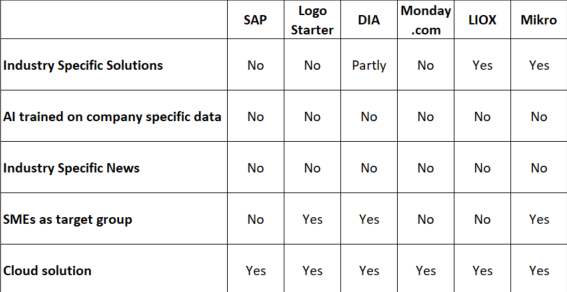 SAP Logo Starter DIA Monday .com LIOX Mikro
Industry Specific Solutions No No Partly No Yes Yes
AI trained on company specific data No No No No No No
Industry Specific News No No No No No No
SMEs as target group No Yes Yes No No Yes
Cloud solution Yes Yes Yes Yes Yes Yes